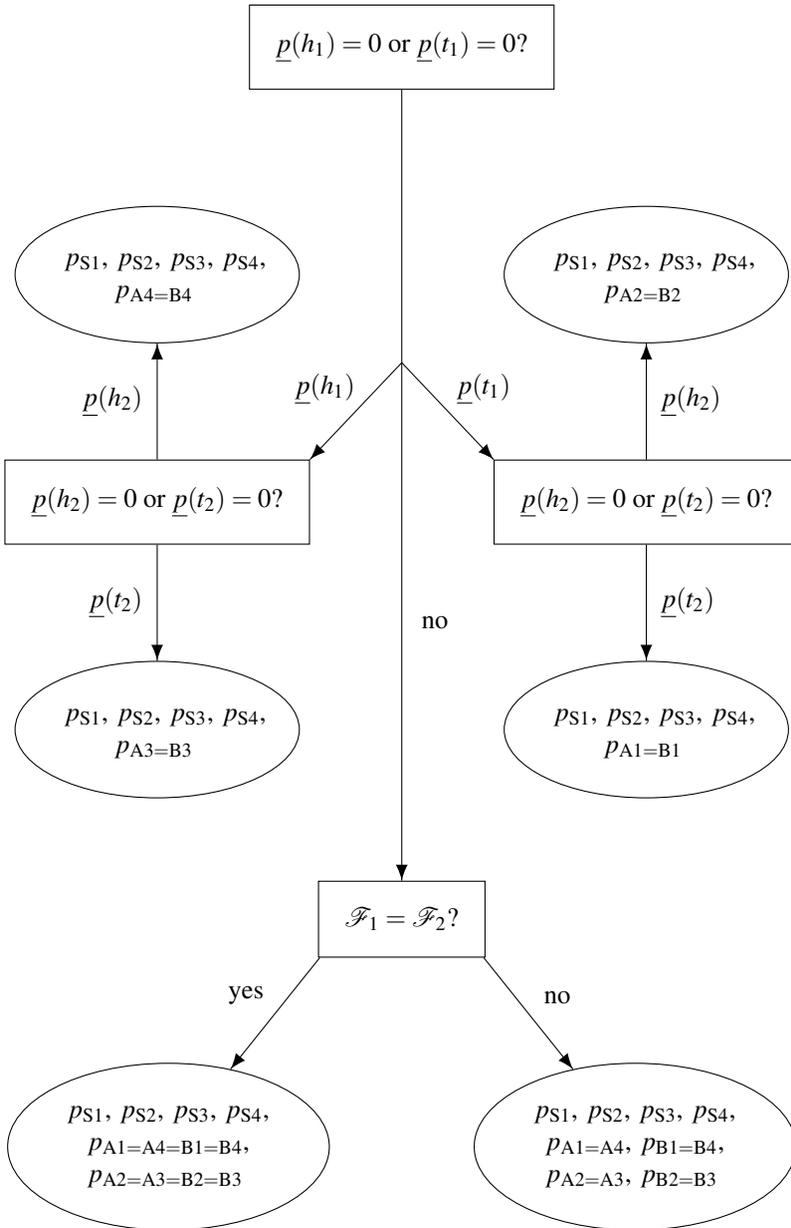 p(h₁) = 0 or p(t₁) = 0?
pS1, pS2, pS3, pS4,
pA4=B4
pS1, pS2, pS3, pS4,
pA2=B2
p(h₂)
p(h₁)
p(t₁)
p(h₂)
p(h₂) = 0 or p(t₂) = 0?
p(h₂) = 0 or p(t₂) = 0?
p(t₂)
p(t₂)
no
pS1, pS2, pS3, pS4,
pA3=B3
pS1, pS2, pS3, pS4,
pA1=B1
ℱ₁ = ℱ₂?
yes
no
pS1, pS2, pS3, pS4,
pA1=A4=B1=B4,
pA2=A3=B2=B3
pS1, pS2, pS3, pS4,
pA1=A4, pB1=B4,
pA2=A3, pB2=B3